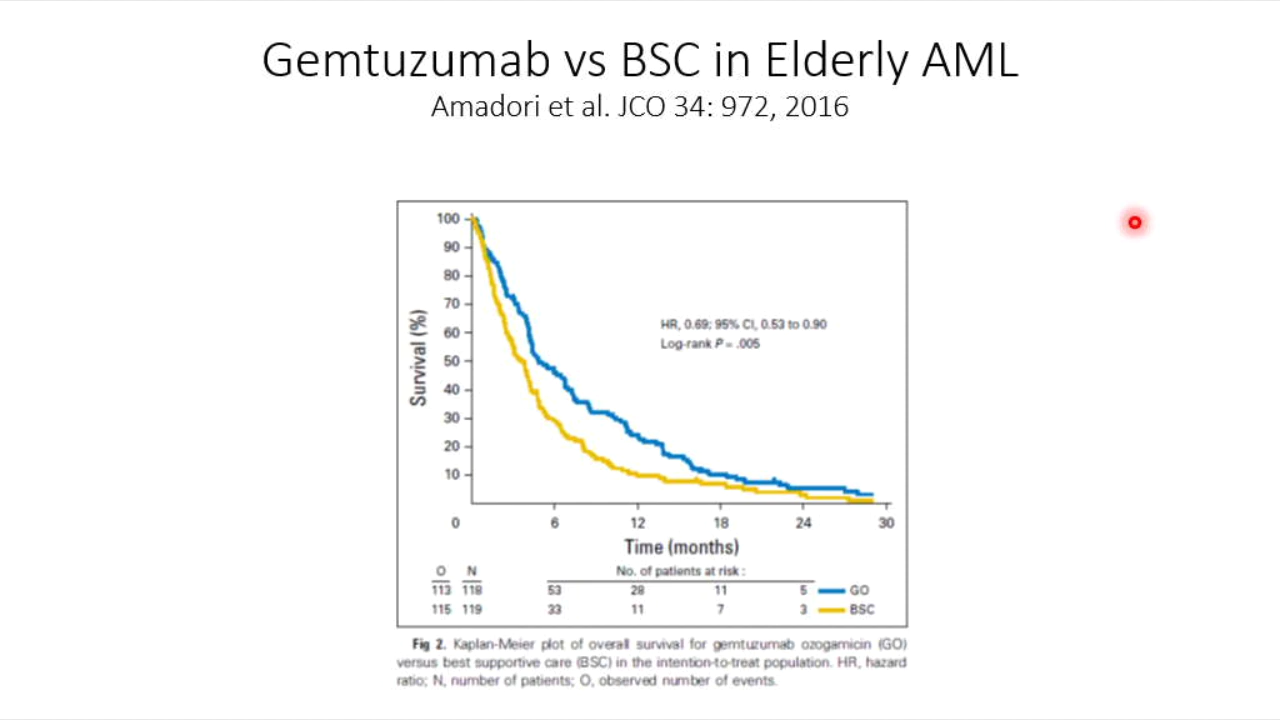 Gemtuzumab vs BSC in Elderly AML
Amadori et al. JCO 34: 972, 2016
100
90
80
70
60
50
40
30
20
10
Survival (%)
HR, 0.69; 95% CI, 0.53 to 0.90
Log-rank P = .005
0 6 12 18 24 30
Time (months)
O N No. of patients at risk :
113 118 53 28 11 5 GO
115 119 33 11 7 3 BSC
Fig 2. Kaplan-Meier plot of overall survival for gemtuzumab ozogamicin (GO)
versus best supportive care (BSC) in the intention-to-treat population. HR, hazard
ratio; N, number of patients; O, observed number of events.